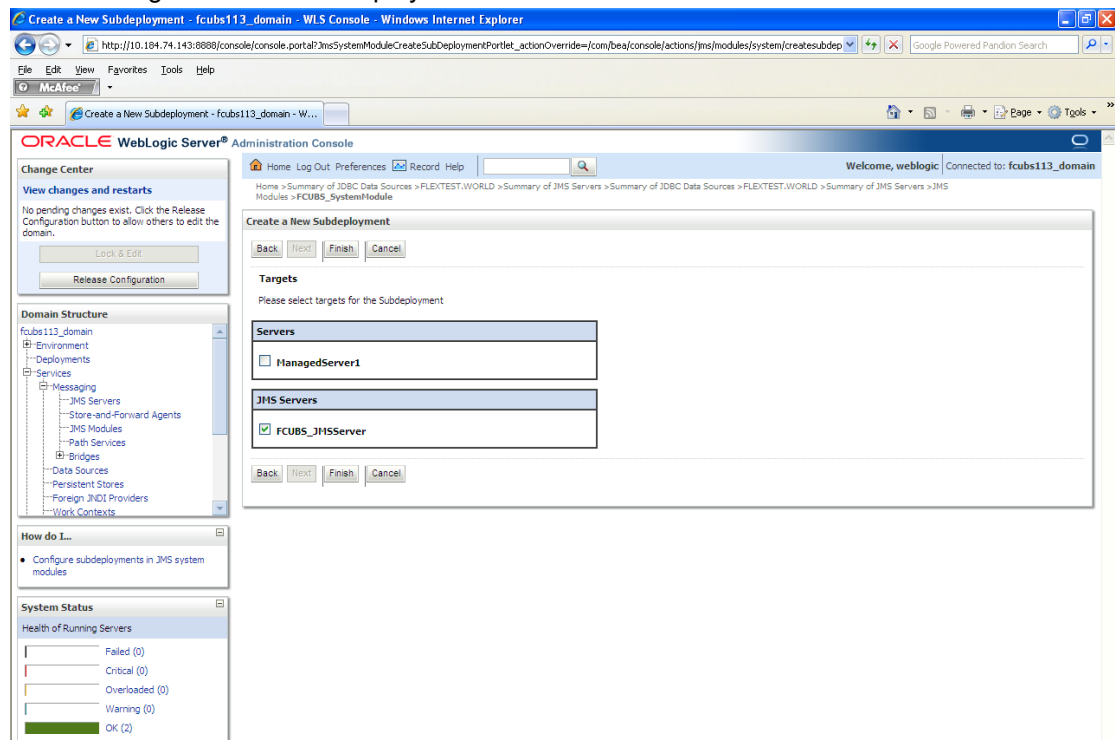 Create a New Subdeployment - fcubs113_domain - WLS Console - Windows Internet Explorer
http://10.184.74.143:8888/console/console.portal?JmsSystemModuleCreateSubDeploymentPortlet_actionOverride=/com/bea/console/actions/jms/modules/system/createsubdep
Google Powered Pandion Search
File Edit View Favorites Tools Help
McAfee
Create a New Subdeployment - fcubs113_domain - W...
Page Tools
ORACLE WebLogic Server® Administration Console
Change Center
View changes and restarts
No pending changes exist. Click the Release
Configuration button to allow others to edit the
domain.
Lock & Edit
Release Configuration
Domain Structure
fcubs113_domain
Environment
Deployments
Services
Messaging
JMS Servers
Store-and-Forward Agents
JMS Modules
Path Services
Bridges
Data Sources
Persistent Stores
Foreign JNDI Providers
Work Contexts
How do I...
Configure subdeployments in JMS system
modules
System Status
Health of Running Servers
Failed (0)
Critical (0)
Overloaded (0)
Warning (0)
OK (2)
Home Log Out Preferences Record Help
Welcome, weblogic Connected to: fcubs113_domain
Home >Summary of JDBC Data Sources >FLEXTEST.WORLD >Summary of JMS Servers >Summary of JDBC Data Sources >FLEXTEST.WORLD >Summary of JMS Servers >JMS
Modules >FCUBS_SystemModule
Create a New Subdeployment
Back Next Finish Cancel
Targets
Please select targets for the Subdeployment
Servers
ManagedServer1
JMS Servers
FCUBS_JMSServer
Back Next Finish Cancel